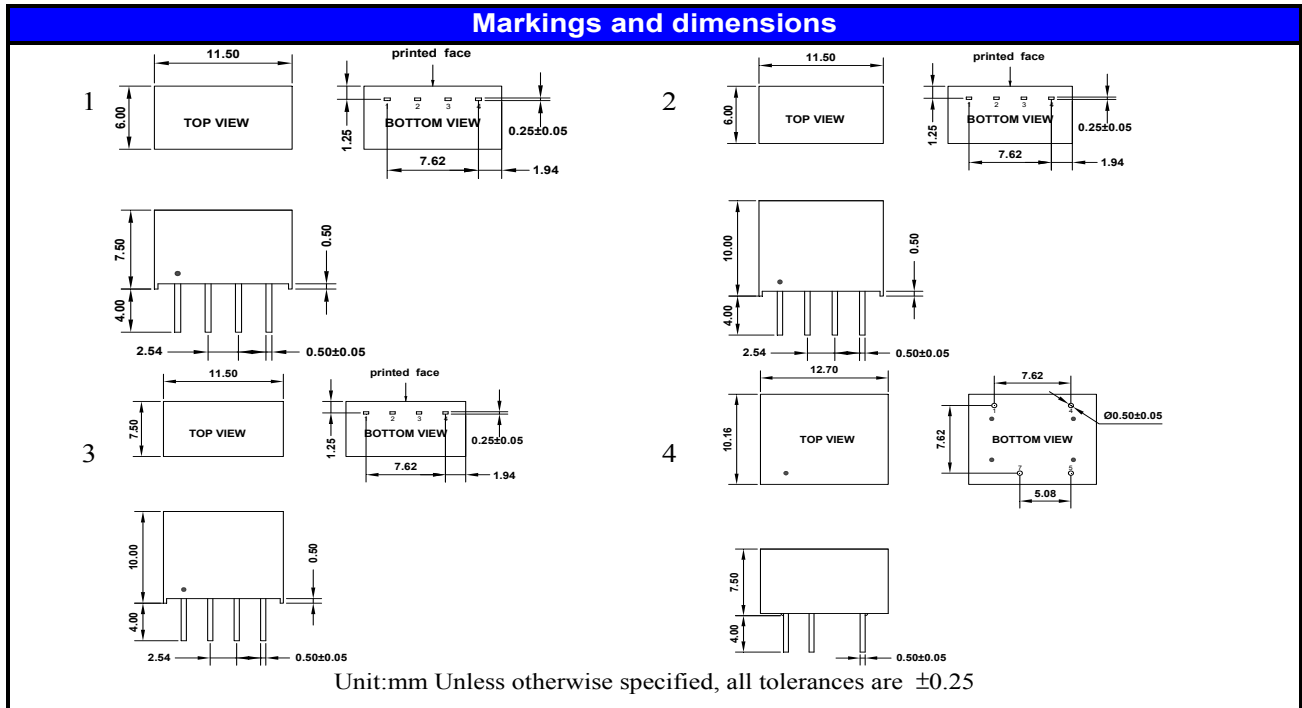 Markings and dimensions
1
11.50
6.00
TOP VIEW
printed face
1 2 3 4
BOTTOM VIEW
1.25
0.25±0.05
7.62
1.94
7.50
4.00
0.50
2.54
0.50±0.05
2
11.50
6.00
TOP VIEW
printed face
1 2 3 4
BOTTOM VIEW
1.25
0.25±0.05
7.62
1.94
10.00
4.00
0.50
2.54
0.50±0.05
3
11.50
7.50
TOP VIEW
printed face
1 2 3 4
BOTTOM VIEW
1.25
0.25±0.05
7.62
1.94
10.00
4.00
0.50
2.54
0.50±0.05
4
12.70
10.16
TOP VIEW
7.62
1 4
Ø0.50±0.05
7.62
BOTTOM VIEW
7 5
5.08
7.50
4.00
0.50±0.05
Unit:mm Unless otherwise specified, all tolerances are ±0.25